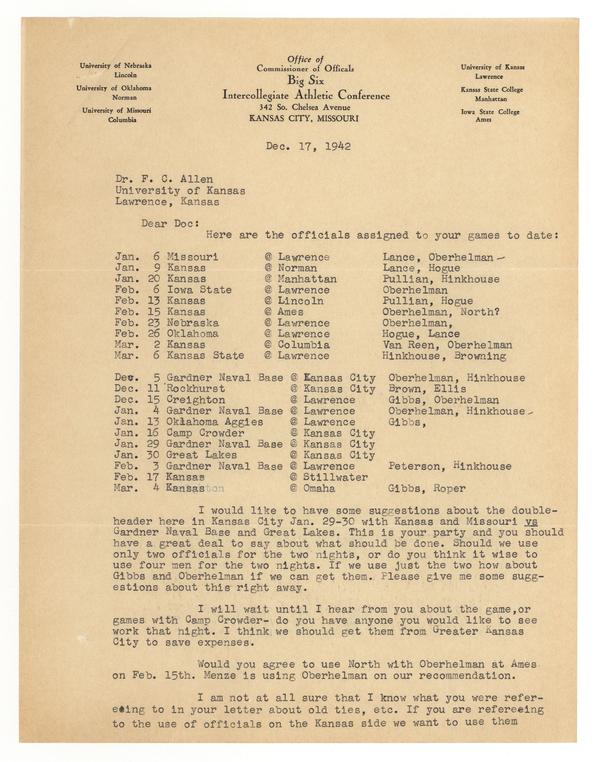 University of Nebraska
Lincoln
University of Oklahoma
Norman
University of Missouri
Columbia
Office of
Commissioner of Officals
Big Six
Intercollegiate Athletic Conference
342 So. Chelsea Avenue
KANSAS CITY, MISSOURI
University of Kansas
Lawrence
Kansas State College
Manhattan
Iowa State College
Ames
Dec. 17, 1942
Dr. F. C. Allen
University of Kansas
Lawrence, Kansas
Dear Doc:
Here are the officials assigned to your games to date:
Jan. 6 Missouri @ Lawrence Lance, Oberhelman
Jan. 9 Kansas @ Norman Lance, Hogue
Jan. 20 Kansas @ Manhattan Pullian, Hinkhouse
Feb. 6 Iowa State @ Lawrence Oberhelman
Feb. 13 Kansas @ Lincoln Pullian, Hogue
Feb. 15 Kansas @ Ames Oberhelman, North?
Feb. 23 Nebraska @ Lawrence Oberhelman,
Feb. 26 Oklahoma @ Lawrence Hogue, Lance
Mar. 2 Kansas @ Columbia Van Reen, Oberhelman
Mar. 6 Kansas State @ Lawrence Hinkhouse, Browning
Dec. 5 Gardner Naval Base @ Kansas City Oberhelman, Hinkhouse
Dec. 11 Rockhurst @ Kansas City Brown, Ellis
Dec. 15 Creighton @ Lawrence Gibbs, Oberhelman
Jan. 4 Gardner Naval Base @ Lawrence Oberhelman, Hinkhouse
Jan. 13 Oklahoma Aggies @ Lawrence Gibbs,
Jan. 16 Camp Crowder @ Kansas City
Jan. 29 Gardner Naval Base @ Kansas City
Jan. 30 Great Lakes @ Kansas City
Feb. 3 Gardner Naval Base @ Lawrence Peterson, Hinkhouse
Feb. 17 Kansas @ Stillwater
Mar. 4 Kansas @ Omaha Gibbs, Roper
I would like to have some suggestions about the double-
header here in Kansas City Jan. 29-30 with Kansas and Missouri vs
Gardner Naval Base and Great Lakes. This is your party and you should
have a great deal to say about what should be done. Should we use
only two officials for the two nights, or do you think it wise to
use four men for the two nights. If we use just the two how about
Gibbs and Oberhelman if we can get them. Please give me some sugg-
estions about this right away.
I will wait until I hear from you about the game,or
games with Camp Crowder- do you have anyone you would like to see
work that night. I think we should get them from Greater Kansas
City to save expenses.
Would you agree to use North with Oberhelman at Ames
on Feb. 15th. Menze is using Oberhelman on our recommendation.
I am not at all sure that I know what you were refer-
eeing to in your letter about old ties, etc. If you are refereeing
to the use of officials on the Kansas side we want to use them